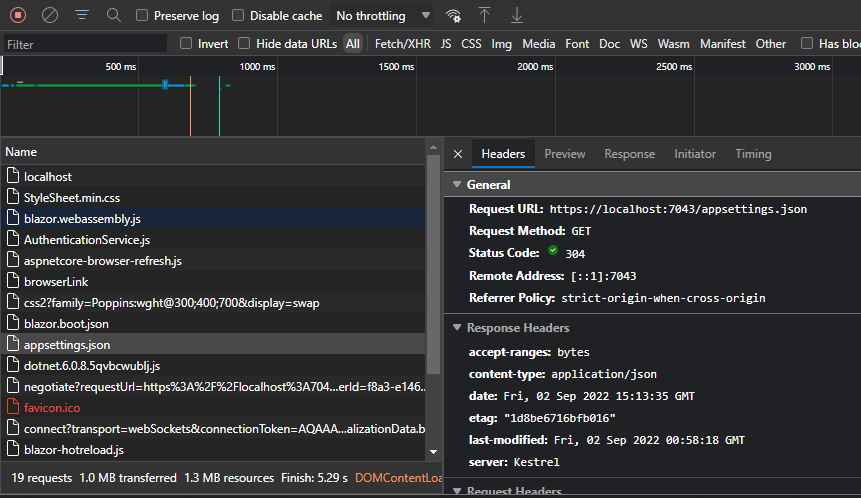 Preserve log Disable cache No throttling
Filter Invert Hide data URLs All Fetch/XHR JS CSS Img Media Font Doc WS Wasm Manifest Other Has bloc
500 ms 1000 ms 1500 ms 2000 ms 2500 ms 3000 ms
Name
localhost
StyleSheet.min.css
blazor.webassembly.js
AuthenticationService.js
aspnetcore-browser-refresh.js
browserLink
css2?family=Poppins:wght@300;400;700&display=swap
blazor.boot.json
appsettings.json
dotnet.6.0.8.5qvbcwublj.js
negotiate?requestUrl=https%3A%2F%2Flocalhost%3A704...erId=f8a3-e146...
favicon.ico
connect?transport=webSockets&connectionToken=AQAAA...alizationData.b
blazor-hotreload.js
19 requests 1.0 MB transferred 1.3 MB resources Finish: 5.29 s DOMContentLoa
Headers Preview Response Initiator Timing
General
Request URL: https://localhost:7043/appsettings.json
Request Method: GET
Status Code: 304
Remote Address: [::1]:7043
Referrer Policy: strict-origin-when-cross-origin
Response Headers
accept-ranges: bytes
content-type: application/json
date: Fri, 02 Sep 2022 15:13:35 GMT
etag: "1d8be6716bfb016"
last-modified: Fri, 02 Sep 2022 00:58:18 GMT
server: Kestrel
Request Headers